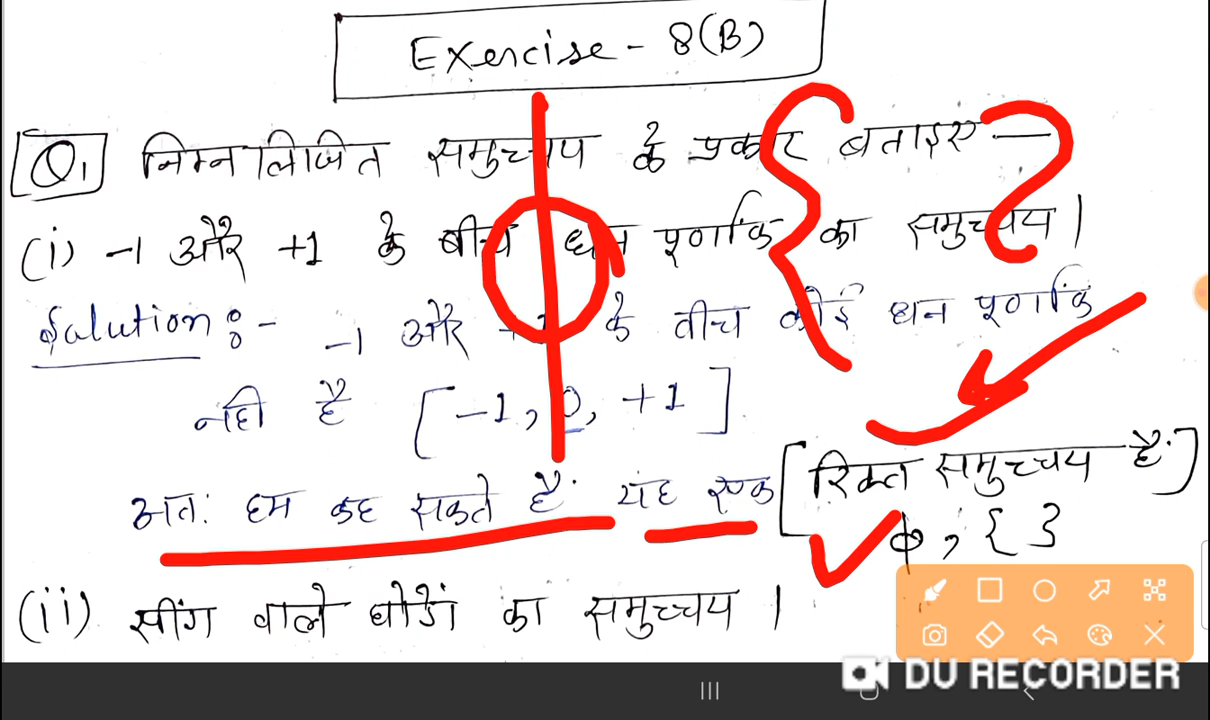 Exercise - 8(B)
Q1 निम्नलिखित समुच्चय के प्रकार बताइए —
(i) -1 और +1 के बीच धन पूर्णांक का समुच्चय।
Solution :- -1 और +1 के बीच कोई धन पूर्णांक
नही है [-1, 0, +1]
अतः हम कह सकते हैं यह एक [रिक्त समुच्चय हैं]
ϕ, { }
(ii) सींग वाले घोडों का समुच्चय।
DU RECORDER